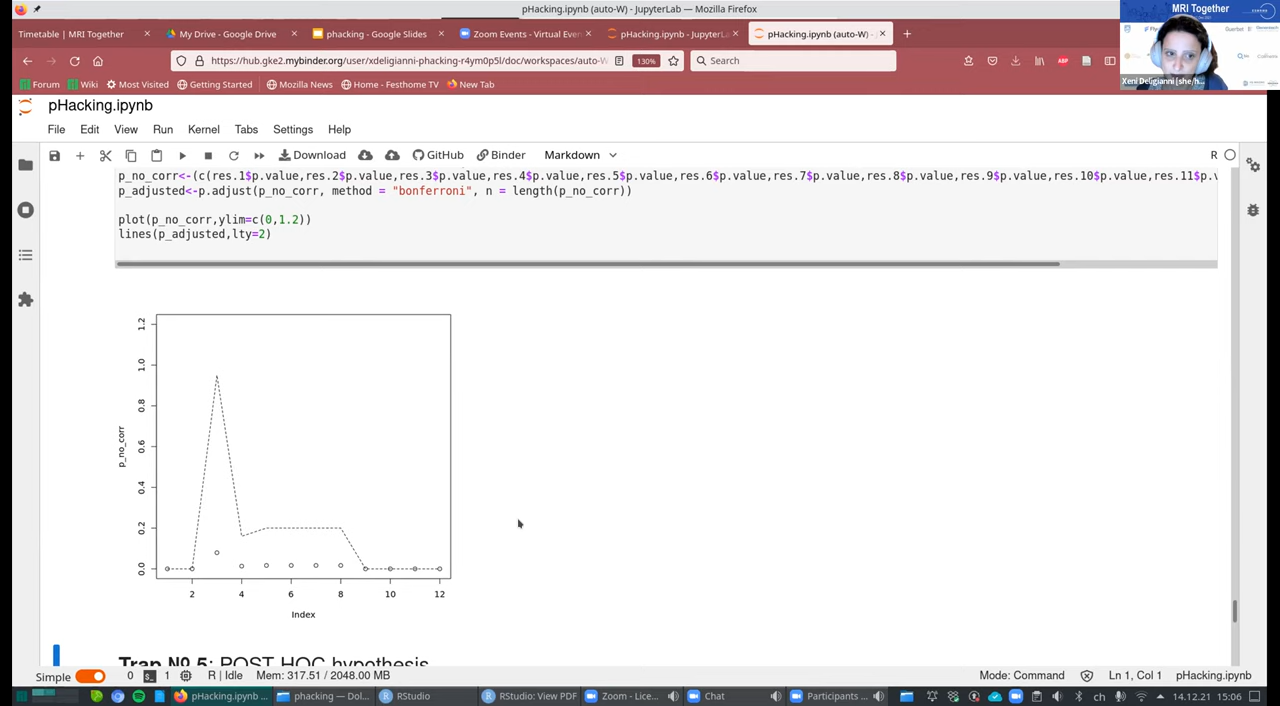 pHacking.ipynb (auto-W) - JupyterLab — Mozilla Firefox
Timetable | MRI Together
My Drive - Google Drive
phacking - Google Slides
Zoom Events - Virtual Even
pHacking.ipynb - JupyterLa
pHacking.ipynb (auto-W) -
https://hub.gke2.mybinder.org/user/xdeligianni-phacking-r4ym0p5l/doc/workspaces/auto-W
130%
Search
ABP
Forum
Wiki
Most Visited
Getting Started
Mozilla News
Home - Festhome TV
New Tab
MRI Together
Xeni Deligianni [she/h...
pHacking.ipynb
File Edit View Run Kernel Tabs Settings Help
Download GitHub Binder Markdown R
p_no_corr<-(c(res.1$p.value,res.2$p.value,res.3$p.value,res.4$p.value,res.5$p.value,res.6$p.value,res.7$p.value,res.8$p.value,res.9$p.value,res.10$p.value,res.11$p.v
p_adjusted<-p.adjust(p_no_corr, method = "bonferroni", n = length(p_no_corr))
plot(p_no_corr,ylim=c(0,1.2))
lines(p_adjusted,lty=2)
1.2
1.0
0.8
0.6
0.4
0.2
0.0
p_no_corr
2 4 6 8 10 12
Index
Trap № 5: POST HOC hypothesis
Simple 0 1 R | Idle Mem: 317.51 / 2048.00 MB Mode: Command Ln 1, Col 1 pHacking.ipynb
pHacking.ipynb ...
phacking — Dol...
RStudio
RStudio: View PDF
Zoom - Lice...
Chat
Participants ...
ch
14.12.21
15:06